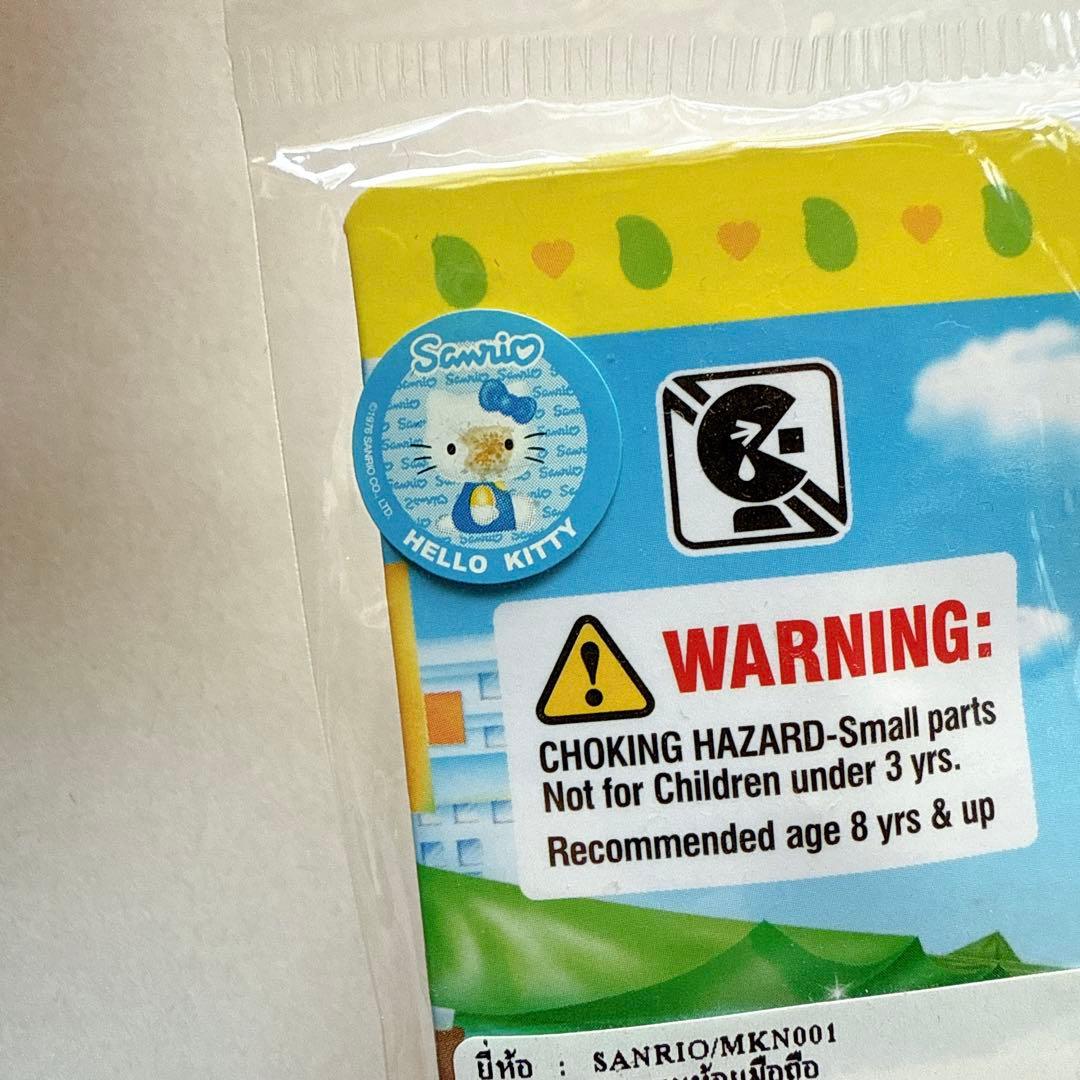 Sanrio
©1976 SANRIO CO., LTD.
HELLO KITTY
WARNING:
CHOKING HAZARD-Small parts
Not for Children under 3 yrs.
Recommended age 8 yrs & up
ยี่ห้อ : SANRIO/MKN001